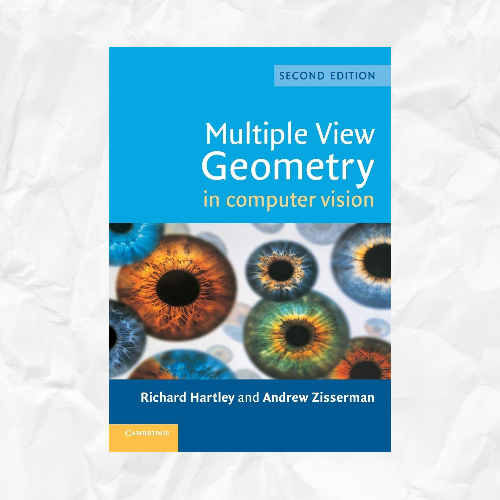 SECOND EDITION
Multiple View
Geometry
in computer vision
Richard Hartley and Andrew Zisserman
CAMBRIDGE